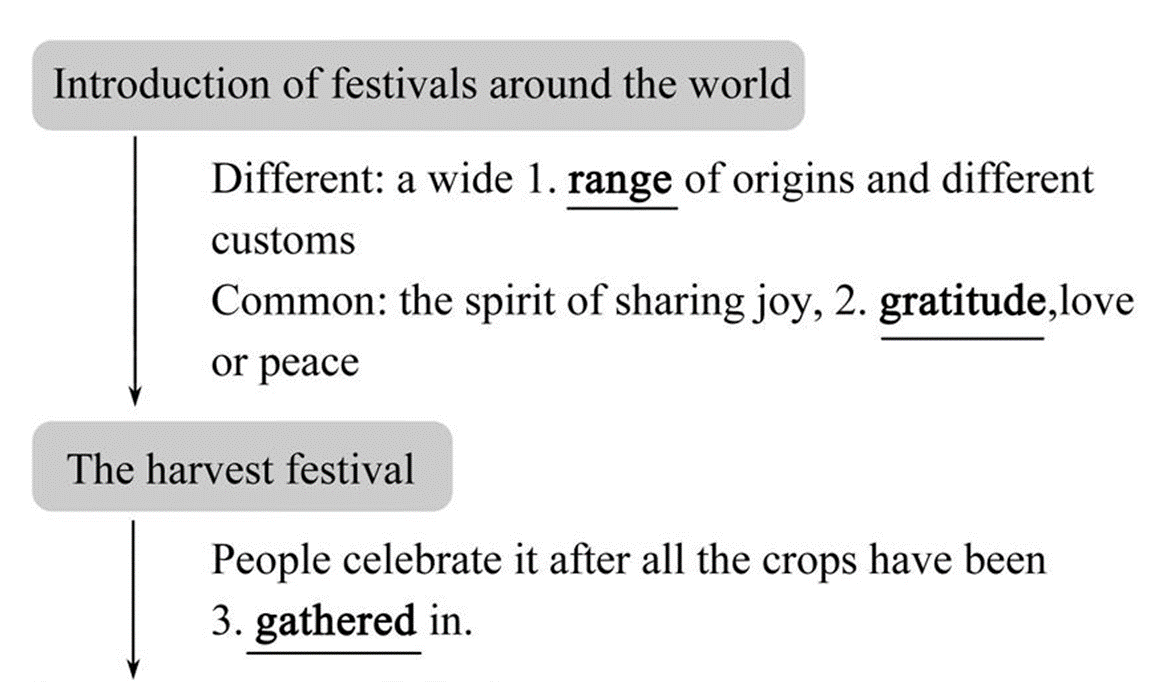 Introduction of festivals around the world
Different: a wide 1. range of origins and different
customs
Common: the spirit of sharing joy, 2. gratitude,love
or peace
The harvest festival
People celebrate it after all the crops have been
3. gathered in.